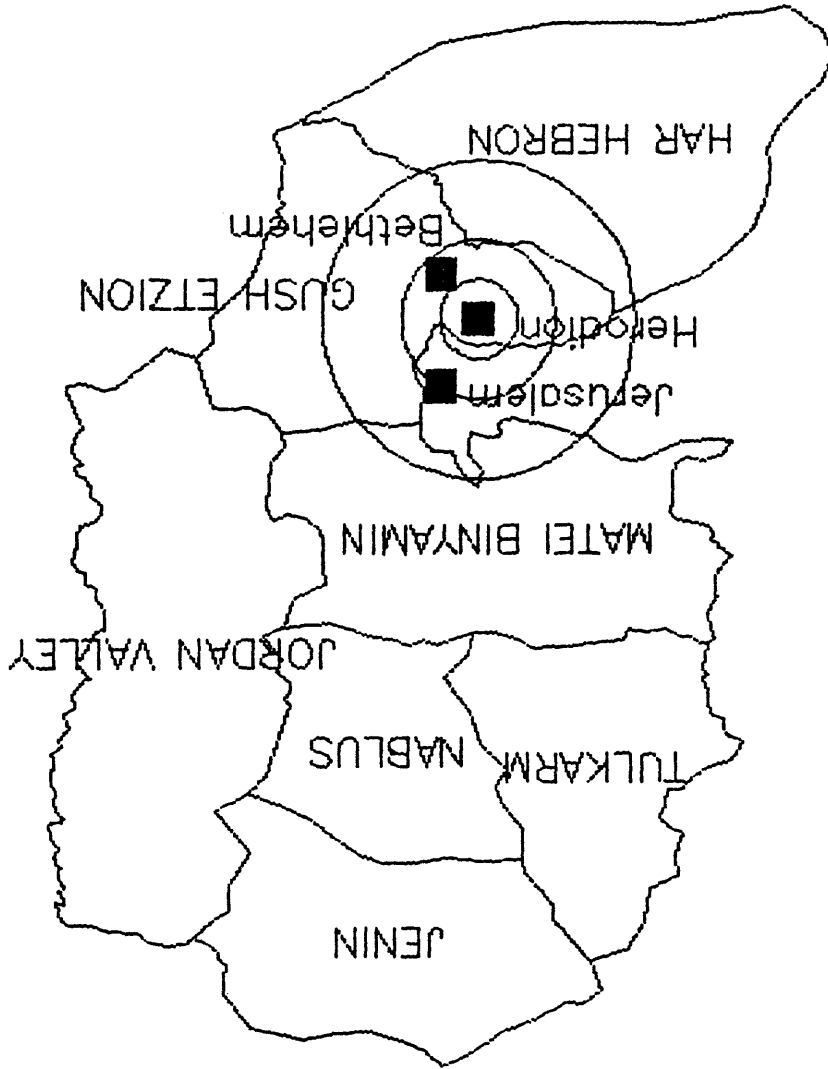 JENIN
NABLUS
TULKARM
JORDAN VALLEY
MATEI BINYAMIN
Jerusalem
Herodion
GUSH ETZION
Bethlehem
HAR HEBRON